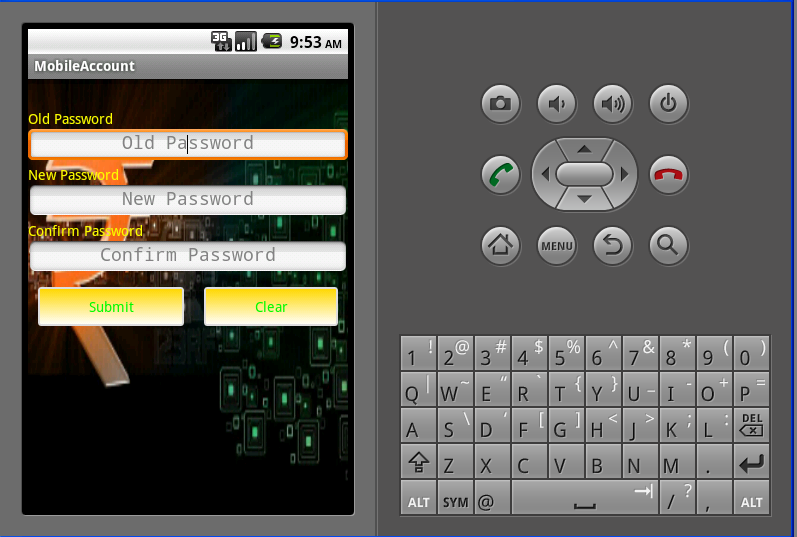 3G 9:53 AM
MobileAccount
Old Password
Old Password
New Password
New Password
Confirm Password
Confirm Password
Submit Clear
MENU
1 ! 2 @ 3 # 4 $ 5 % 6 ^ 7 & 8 * 9 ( 0 )
Q | W ~ E “ R ` T { Y } U _ I - O + P =
A S \ D ‘ F [ G ] H < J > K ; L : DEL
Z X C V B N M .
ALT SYM @ / ? , ALT